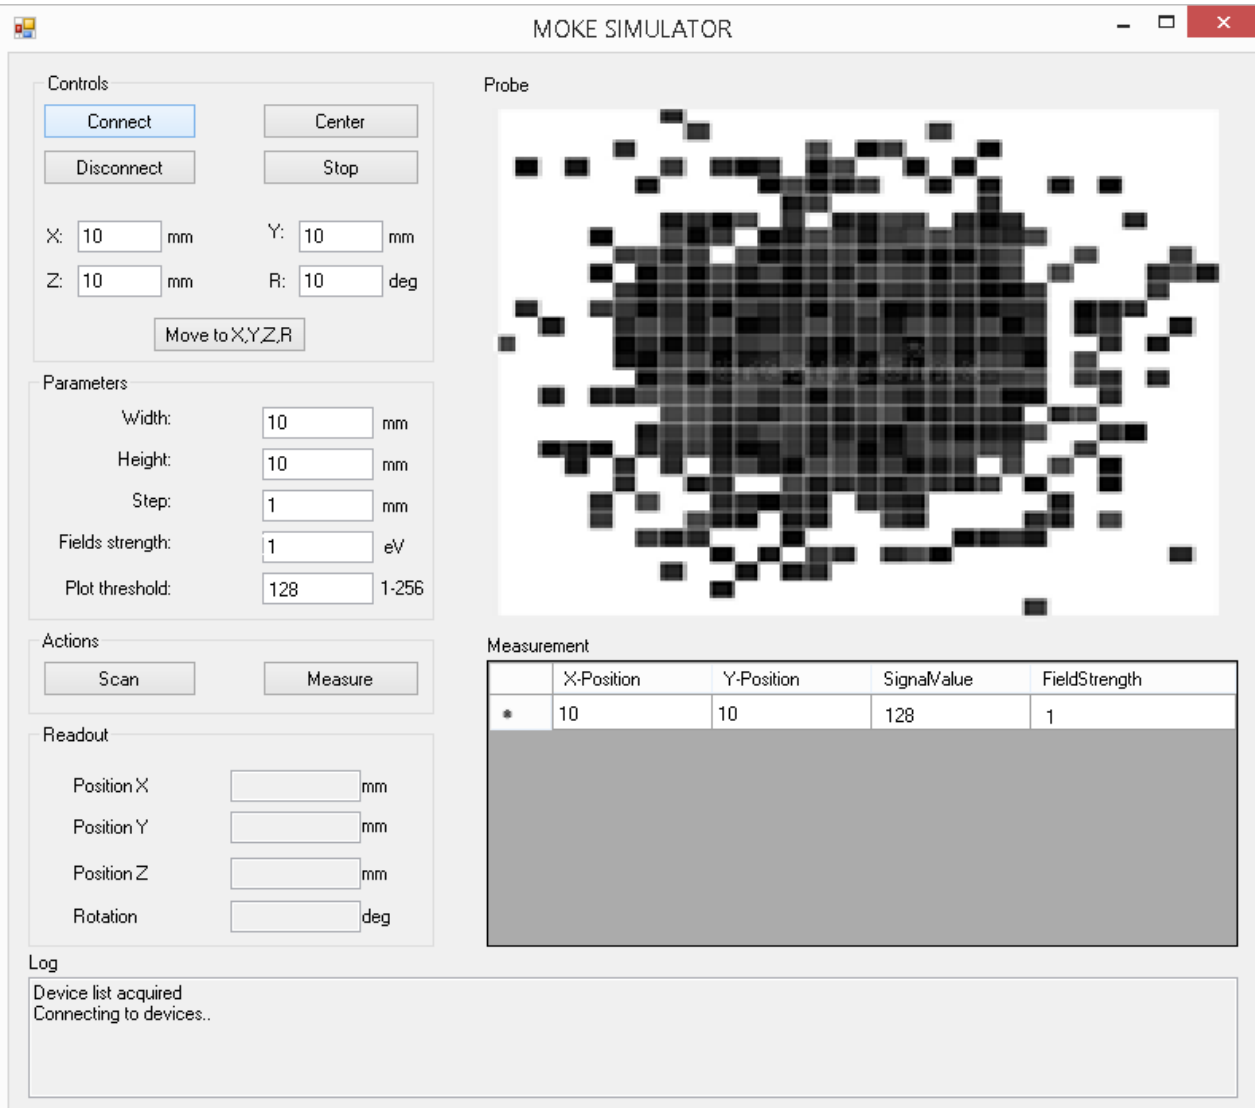 MOKE SIMULATOR
Controls
Connect
Center
Disconnect
Stop
X: 10 mm
Y: 10 mm
Z: 10 mm
R: 10 deg
Move to X,Y,Z,R
Parameters
Width: 10 mm
Height: 10 mm
Step: 1 mm
Fields strength: 1 eV
Plot threshold: 128 1-256
Actions
Scan
Measure
Readout
Position X mm
Position Y mm
Position Z mm
Rotation deg
Probe
Measurement
X-Position Y-Position SignalValue FieldStrength
10 10 128 1
Log
Device list acquired
Connecting to devices..